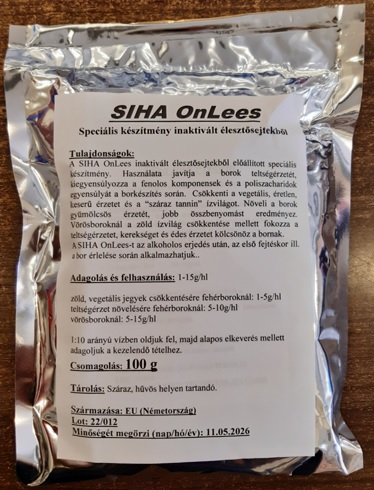 SIHA OnLees
Speciális készítmény inaktivált élesztősejtekből
Tulajdonságok:
A SIHA OnLees inaktivált élesztősejtekből előállított speciális
készítmény. Használata javítja a borok teltségérzetét,
kiegyensúlyozza a fenolos komponensek és a poliszacharidok
egyensúlyát a borkészítés során. Csökkenti a vegetális, éretlen,
keserű érzetet és a "száraz tannin" ízvilágot. Növeli a borok
gyümölcsös érzetét, jobb összbenyomást eredményez.
Vörösboroknál a zöld ízvilág csökkentése mellett fokozza a
teltségérzetet, kerekséget és édes érzetet kölcsönöz a bornak.
A SIHA OnLees-t az alkoholos erjedés után, az első fejtéskor ill.
a bor érlelése során alkalmazhatjuk..
Adagolás és felhasználás: 1-15g/hl
zöld, vegetális jegyek csökkentésére fehérboroknál: 1-5g/hl
teltségérzet növelésére fehérboroknál: 5-10g/hl
vörösboroknál: 5-15g/hl
1:10 arányú vízben oldjuk fel, majd alapos elkeverés mellett
adagoljuk a kezelendő tételhez.
Csomagolás: 100 g
Tárolás: Száraz, hűvös helyen tartandó.
Származása: EU (Németország)
Lot: 22/012
Minőségét megőrzi (nap/hó/év): 11.05.2026